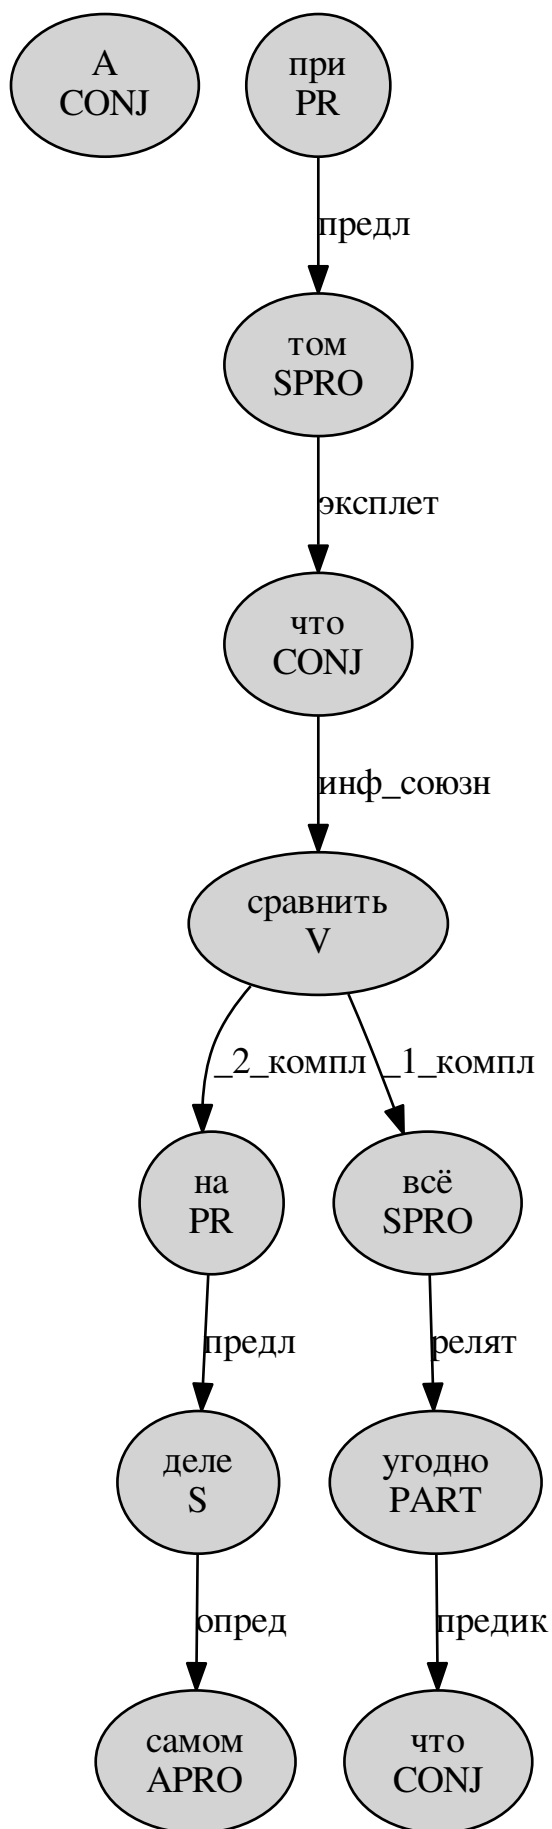 А
CONJ
при
PR
предл
том
SPRO
эксплет
что
CONJ
инф_союзн
сравнить
V
_2_компл
_1_компл
на
PR
всё
SPRO
предл
релят
деле
S
угодно
PART
опред
предик
самом
APRO
что
CONJ